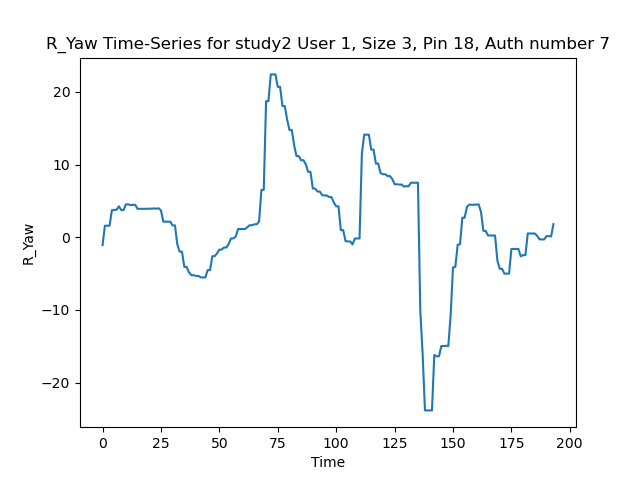 R_Yaw Time-Series for study2 User 1, Size 3, Pin 18, Auth number 7
R_Yaw
20
10
0
−10
−20
0 25 50 75 100 125 150 175 200
Time